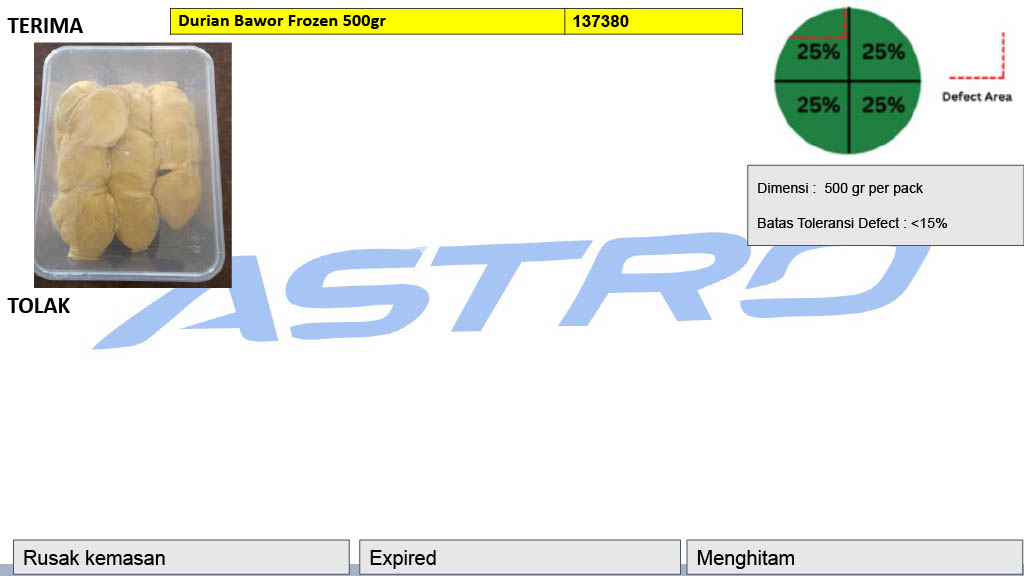 TERIMA
Durian Bawor Frozen 500gr
137380
25% 25%
25% 25%
Defect Area
Dimensi : 500 gr per pack
Batas Toleransi Defect : <15%
ASTRO
TOLAK
Rusak kemasan
Expired
Menghitam